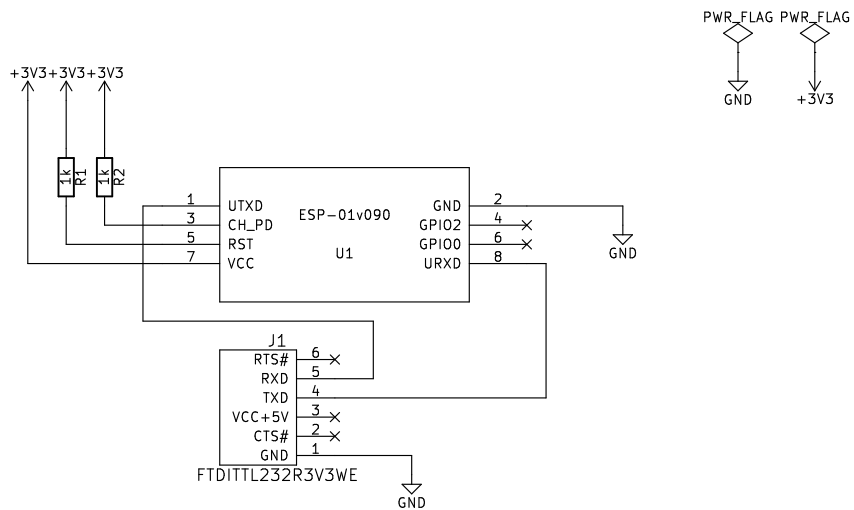 PWR_FLAG PWR_FLAG
GND +3V3
+3V3 +3V3 +3V3
1k R1 1k R2
1 UTXD GND 2
3 CH_PD ESP-01v090 GPIO2 4
5 RST GPIO0 6
7 VCC U1 URXD 8
GND
J1
RTS# 6
RXD 5
TXD 4
VCC+5V 3
CTS# 2
GND 1
FTDITTL232R3V3WE
GND